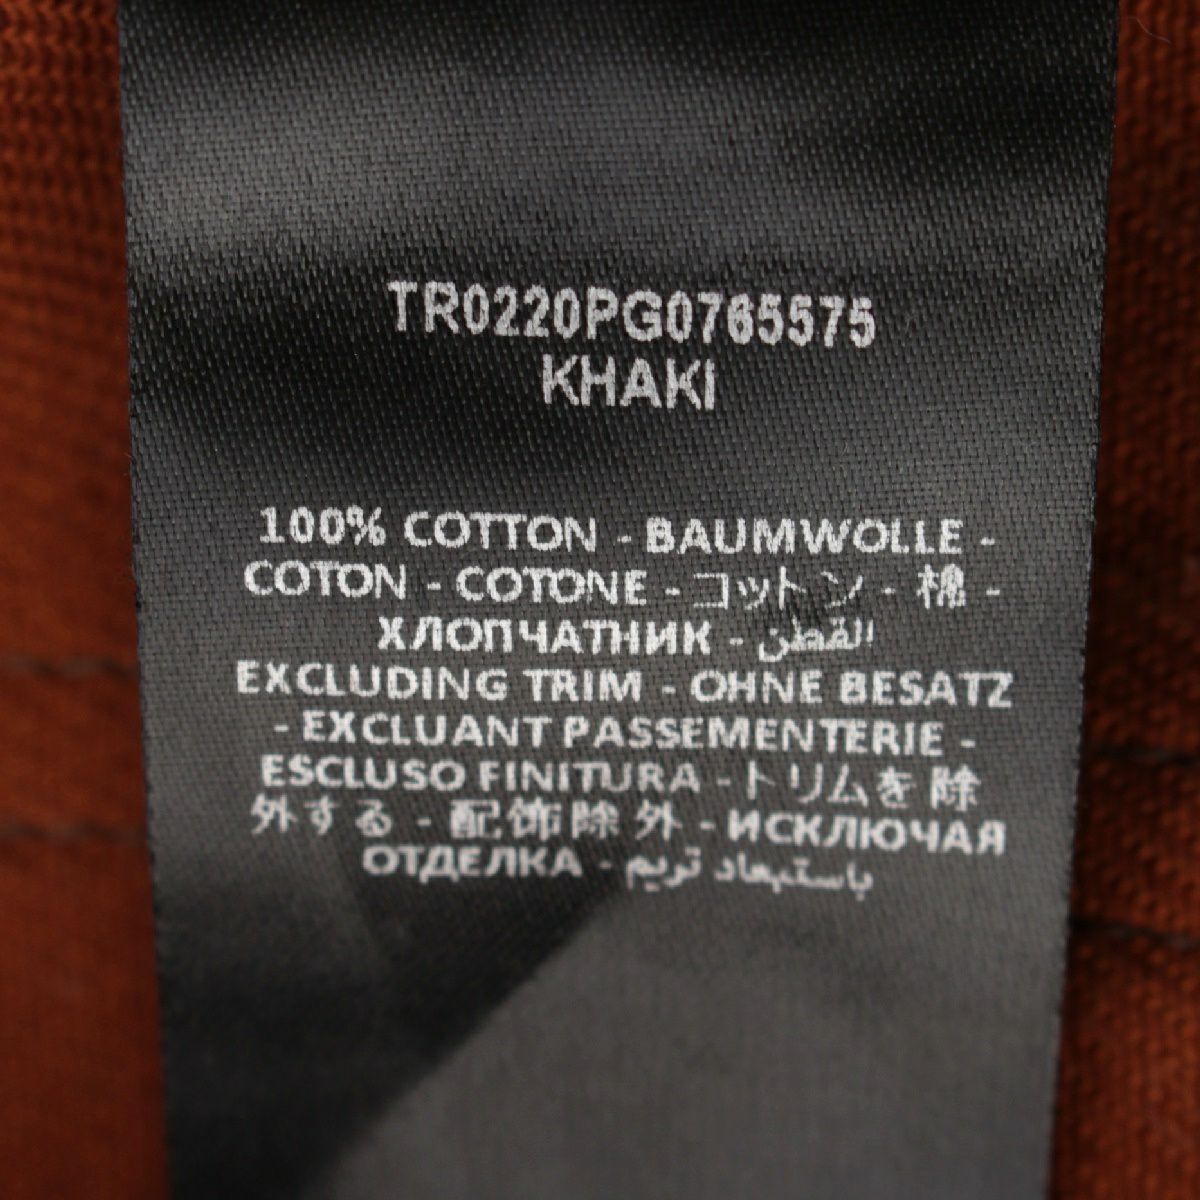 TR0220PG0765575
KHAKI
100% COTTON - BAUMWOLLE -
COTON - COTONE - コットン - 棉 -
ХЛОПЧАТНИК - القطن
EXCLUDING TRIM - OHNE BESATZ
- EXCLUANT PASSEMENTERIE -
ESCLUSO FINITURA - トリムを除
外する - 配饰除外 - ИСКЛЮЧАЯ
ОТДЕЛКА - باستبعاد تريم